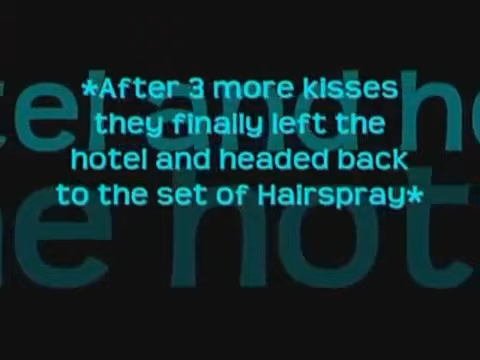 *After 3 more kisses
they finally left the
hotel and headed back
to the set of Hairspray*